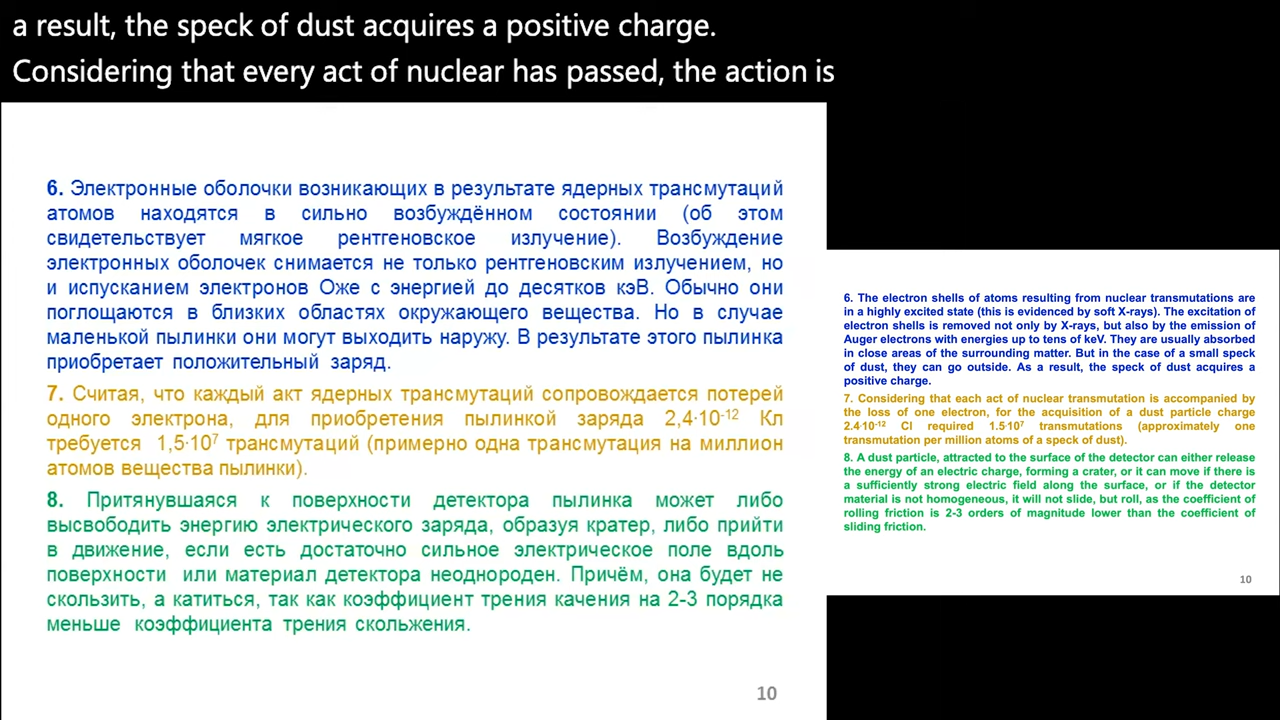 a result, the speck of dust acquires a positive charge.
Considering that every act of nuclear has passed, the action is
6. Электронные оболочки возникающих в результате ядерных трансмутаций
атомов находятся в сильно возбуждённом состоянии (об этом
свидетельствует мягкое рентгеновское излучение). Возбуждение
электронных оболочек снимается не только рентгеновским излучением, но
и испусканием электронов Оже с энергией до десятков кэВ. Обычно они
поглощаются в близких областях окружающего вещества. Но в случае
маленькой пылинки они могут выходить наружу. В результате этого пылинка
приобретает положительный заряд.
7. Считая, что каждый акт ядерных трансмутаций сопровождается потерей
одного электрона, для приобретения пылинкой заряда 2,4·10⁻¹² Кл
требуется 1,5·10⁷ трансмутаций (примерно одна трансмутация на миллион
атомов вещества пылинки).
8. Притянувшаяся к поверхности детектора пылинка может либо
высвободить энергию электрического заряда, образуя кратер, либо прийти
в движение, если есть достаточно сильное электрическое поле вдоль
поверхности или материал детектора неоднороден. Причём, она будет не
скользить, а катиться, так как коэффициент трения качения на 2-3 порядка
меньше коэффициента трения скольжения.
10
6. The electron shells of atoms resulting from nuclear transmutations are
in a highly excited state (this is evidenced by soft X-rays). The excitation of
electron shells is removed not only by X-rays, but also by the emission of
Auger electrons with energies up to tens of keV. They are usually absorbed
in close areas of the surrounding matter. But in the case of a small speck
of dust, they can go outside. As a result, the speck of dust acquires a
positive charge.
7. Considering that each act of nuclear transmutation is accompanied by
the loss of one electron, for the acquisition of a dust particle charge
2.4·10⁻¹² Cl required 1.5·10⁷ transmutations (approximately one
transmutation per million atoms of a speck of dust).
8. A dust particle, attracted to the surface of the detector can either release
the energy of an electric charge, forming a crater, or it can move if there is
a sufficiently strong electric field along the surface, or if the detector
material is not homogeneous, it will not slide, but roll, as the coefficient of
rolling friction is 2-3 orders of magnitude lower than the coefficient of
sliding friction.
10